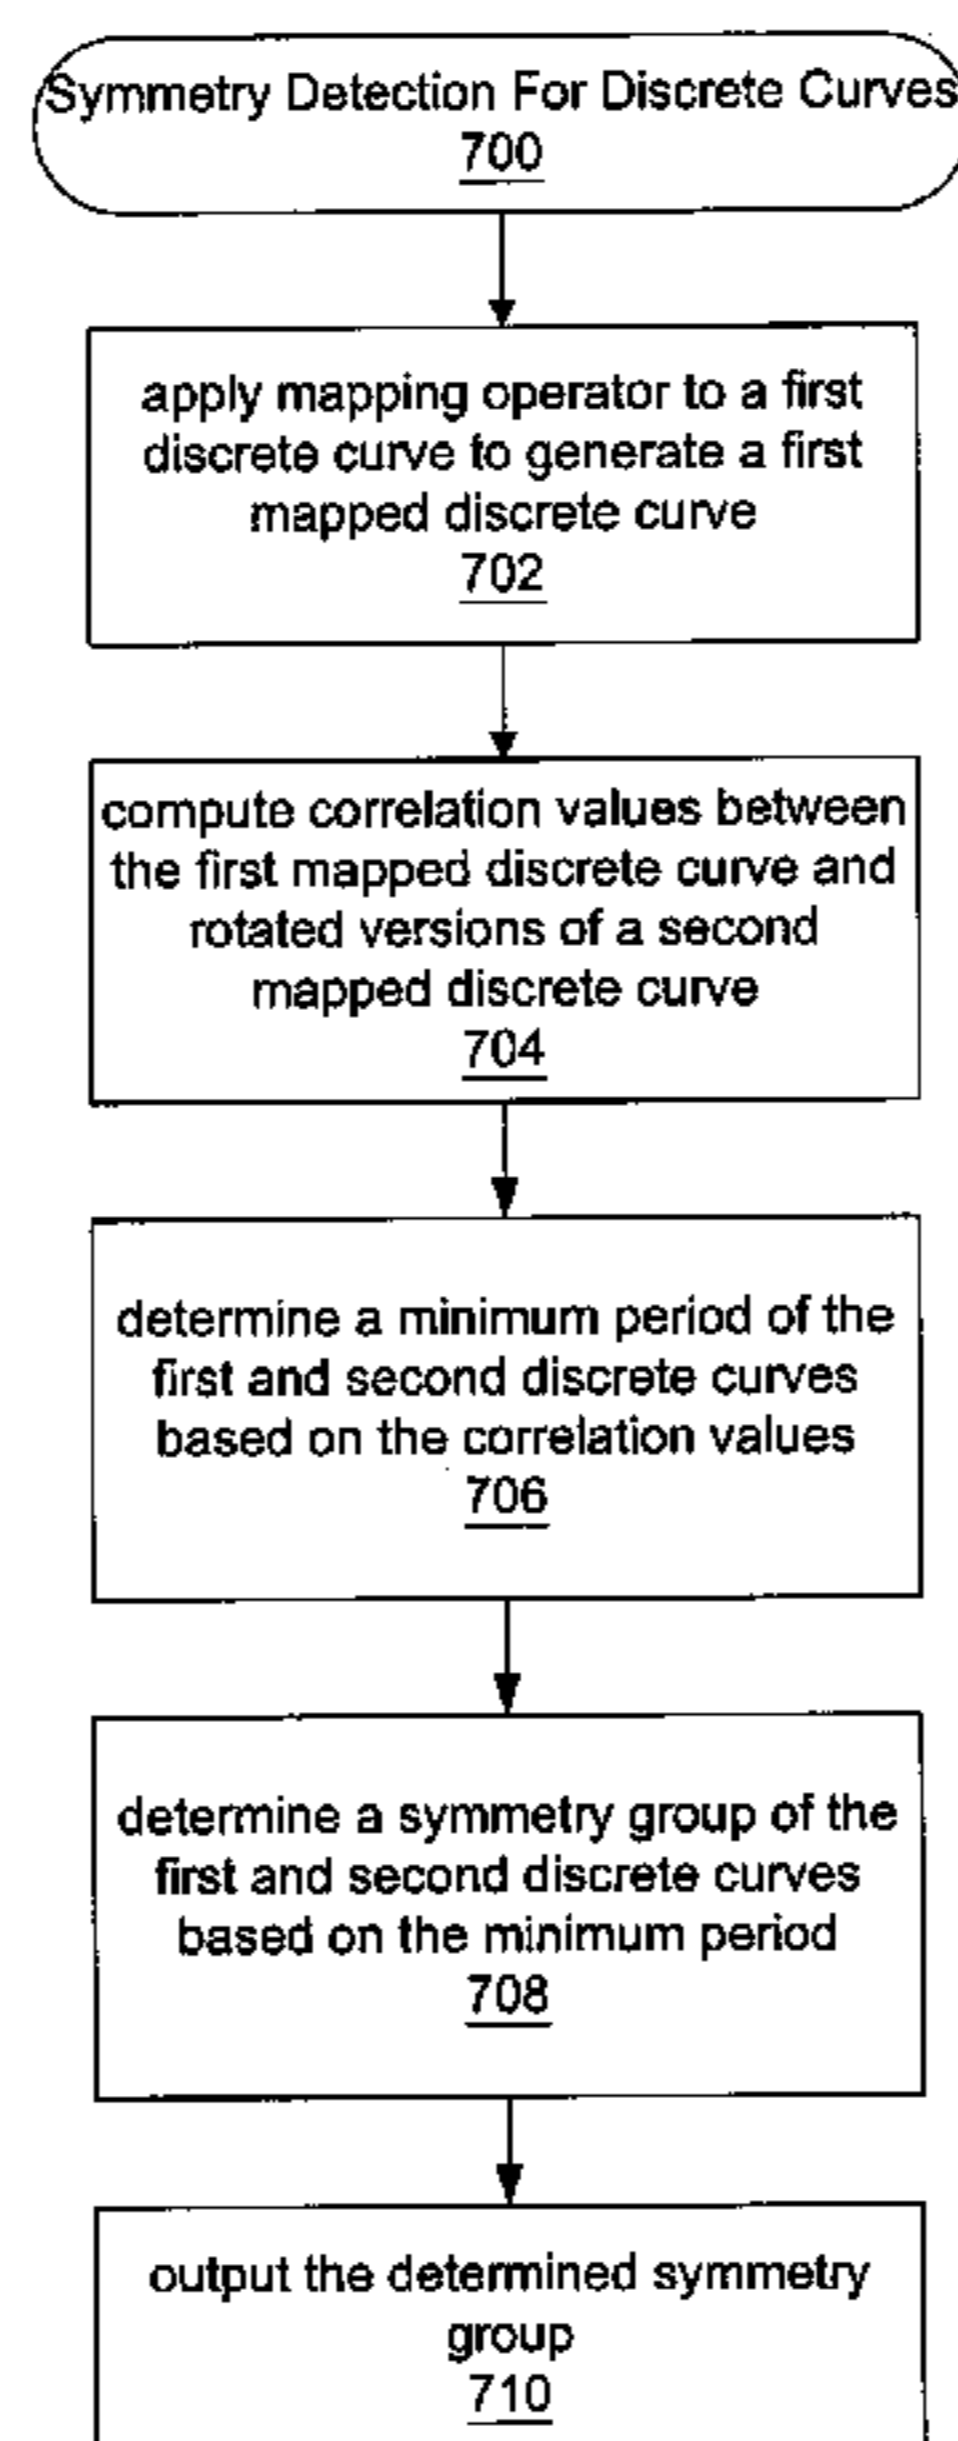 Symmetry Detection For Discrete Curves
700
apply mapping operator to a first
discrete curve to generate a first
mapped discrete curve
702
compute correlation values between
the first mapped discrete curve and
rotated versions of a second
mapped discrete curve
704
determine a minimum period of the
first and second discrete curves
based on the correlation values
706
determine a symmetry group of the
first and second discrete curves
based on the minimum period
708
output the determined symmetry
group
710